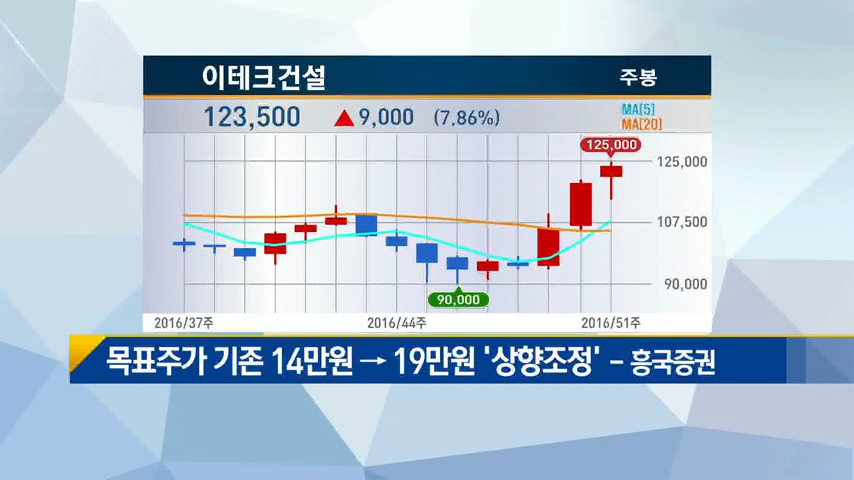 이테크건설 주봉
123,500 ▲ 9,000 (7.86%) MA[5]
MA[20]
125,000
125,000
107,500
90,000
90,000
2016/37주 2016/44주 2016/51주
목표주가 기존 14만원 → 19만원 '상향조정' - 흥국증권